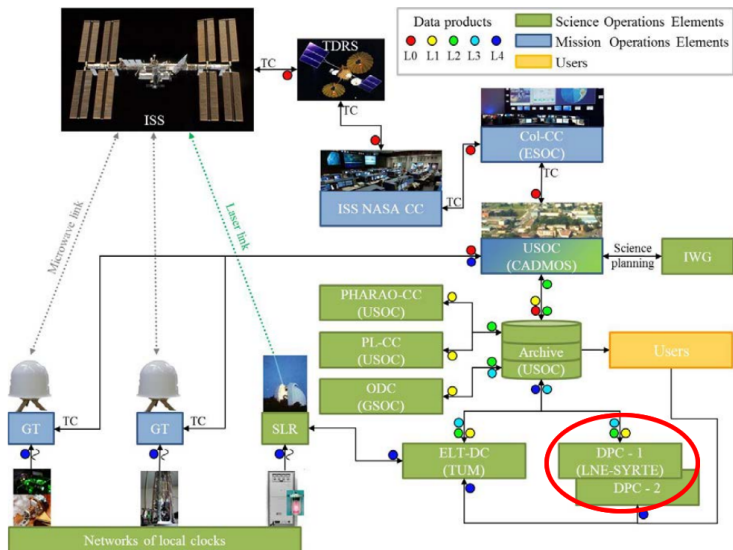 Data products
L0 L1 L2 L3 L4
Science Operations Elements
Mission Operations Elements
Users
TDRS
TC
ISS
TC
Col-CC
(ESOC)
TC
ISS NASA CC
TC
Microwave link
Laser link
USOC
(CADMOS)
Science
planning
IWG
PHARAO-CC
(USOC)
PL-CC
(USOC)
Archive
(USOC)
Users
ODC
(GSOC)
GT
TC
GT
TC
SLR
ELT-DC
(TUM)
DPC - 1
(LNE-SYRTE)
DPC - 2
Networks of local clocks